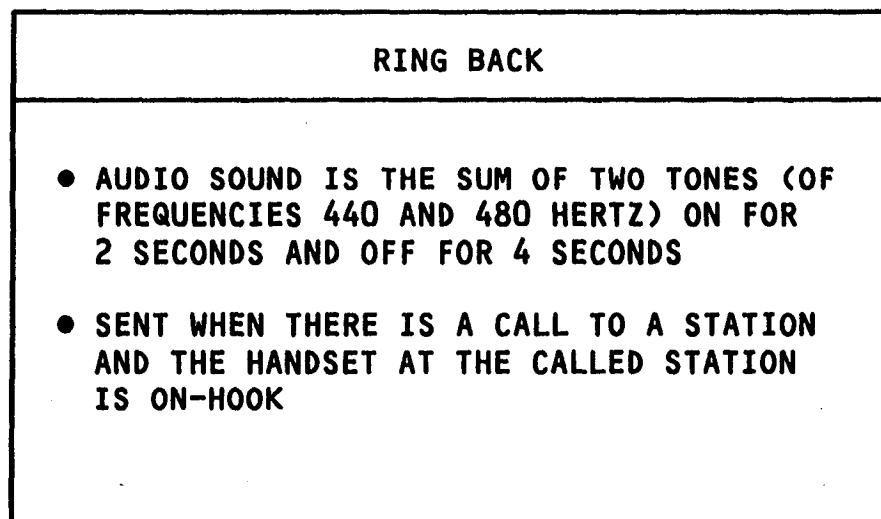 RING BACK
● AUDIO SOUND IS THE SUM OF TWO TONES (OF
FREQUENCIES 440 AND 480 HERTZ) ON FOR
2 SECONDS AND OFF FOR 4 SECONDS
● SENT WHEN THERE IS A CALL TO A STATION
AND THE HANDSET AT THE CALLED STATION
IS ON-HOOK